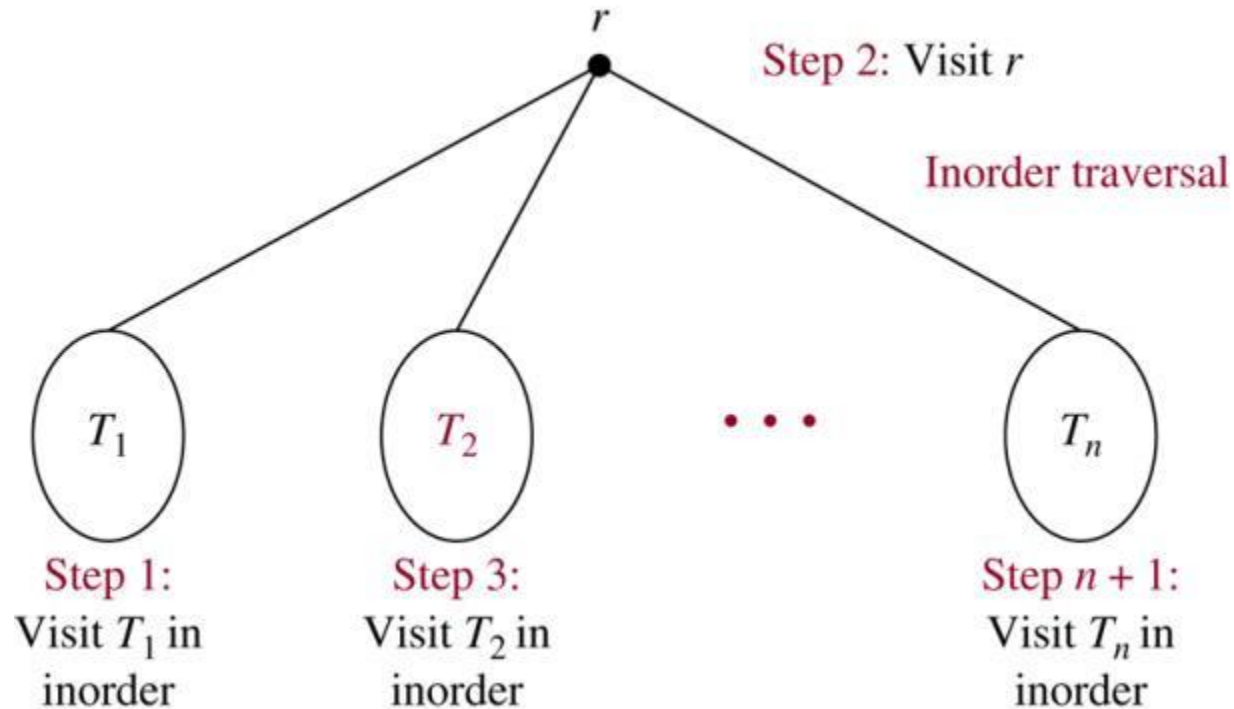 r
Step 2: Visit r
Inorder traversal
T₁
T₂
• • •
Tₙ
Step 1:
Visit T₁ in
inorder
Step 3:
Visit T₂ in
inorder
Step n + 1:
Visit Tₙ in
inorder